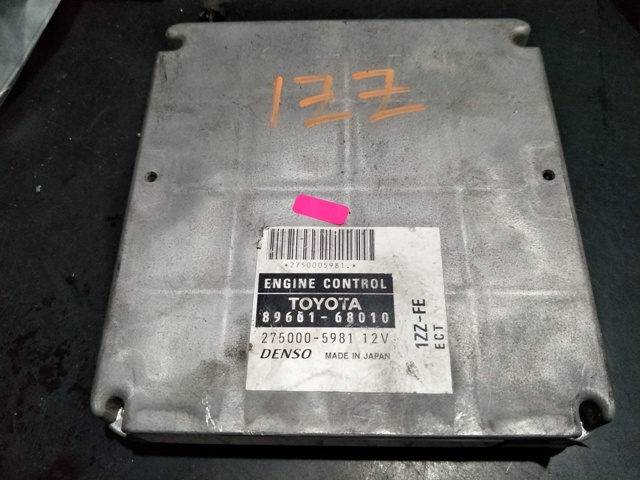 1ZZ
*2750005981.*
ENGINE CONTROL
TOYOTA
89661-68010
275000-5981 12V
DENSO MADE IN JAPAN
1ZZ-FE
ECT